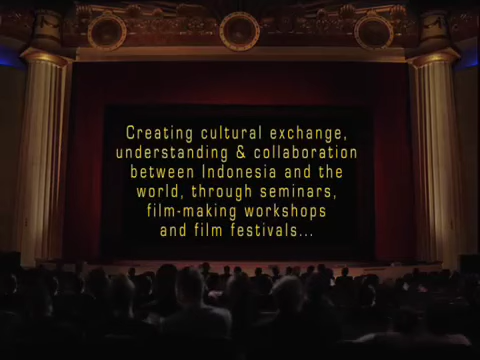 Creating cultural exchange,
understanding & collaboration
between Indonesia and the
world, through seminars,
film-making workshops
and film festivals...